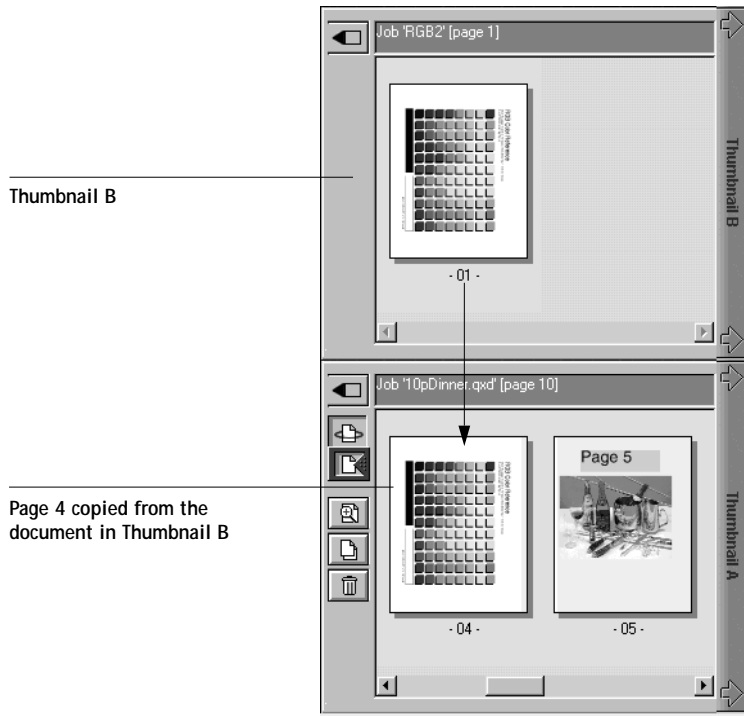 Job 'RGB2' [page 1]
Thumbnail B
Thumbnail B
- 01 -
Job '10pDinner.qxd' [page 10]
Page 5
Page 4 copied from the
document in Thumbnail B
Thumbnail A
- 04 -
- 05 -